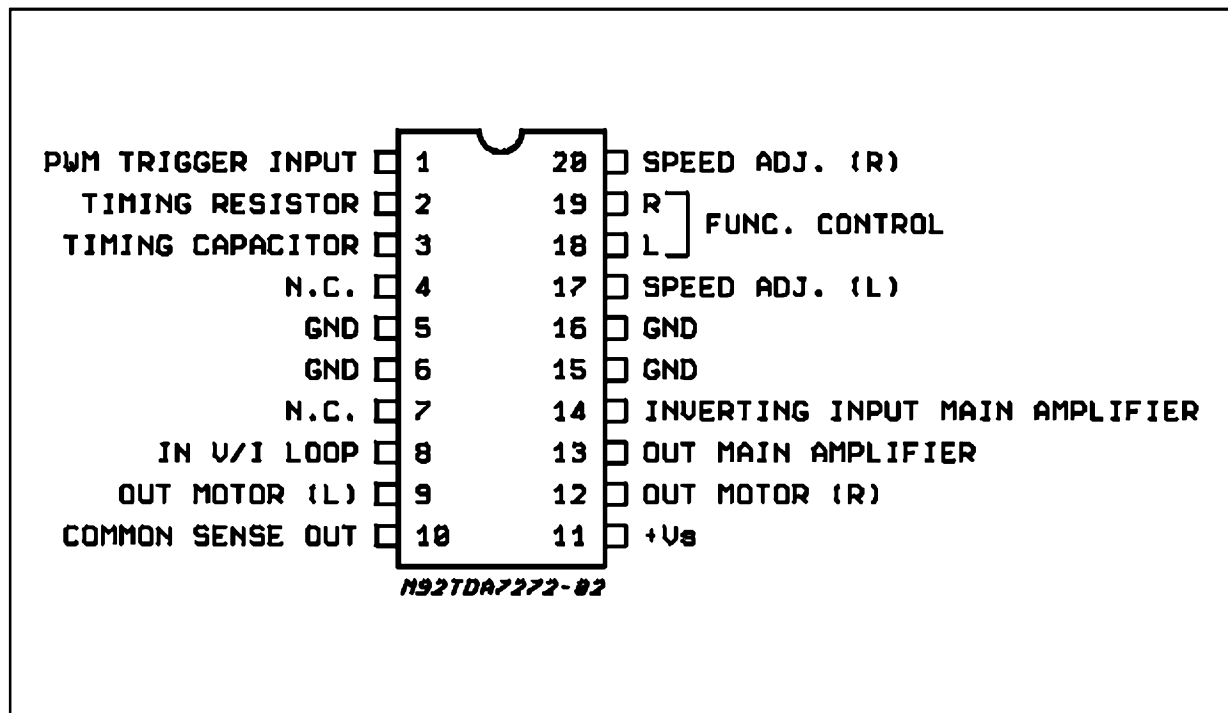 PWM TRIGGER INPUT 1 20 SPEED ADJ. (R)
TIMING RESISTOR 2 19 R
FUNC. CONTROL
TIMING CAPACITOR 3 18 L
N.C. 4 17 SPEED ADJ. (L)
GND 5 16 GND
GND 6 15 GND
N.C. 7 14 INVERTING INPUT MAIN AMPLIFIER
IN V/I LOOP 8 13 OUT MAIN AMPLIFIER
OUT MOTOR (L) 9 12 OUT MOTOR (R)
COMMON SENSE OUT 10 11 +Vs
M92TDA7272-02